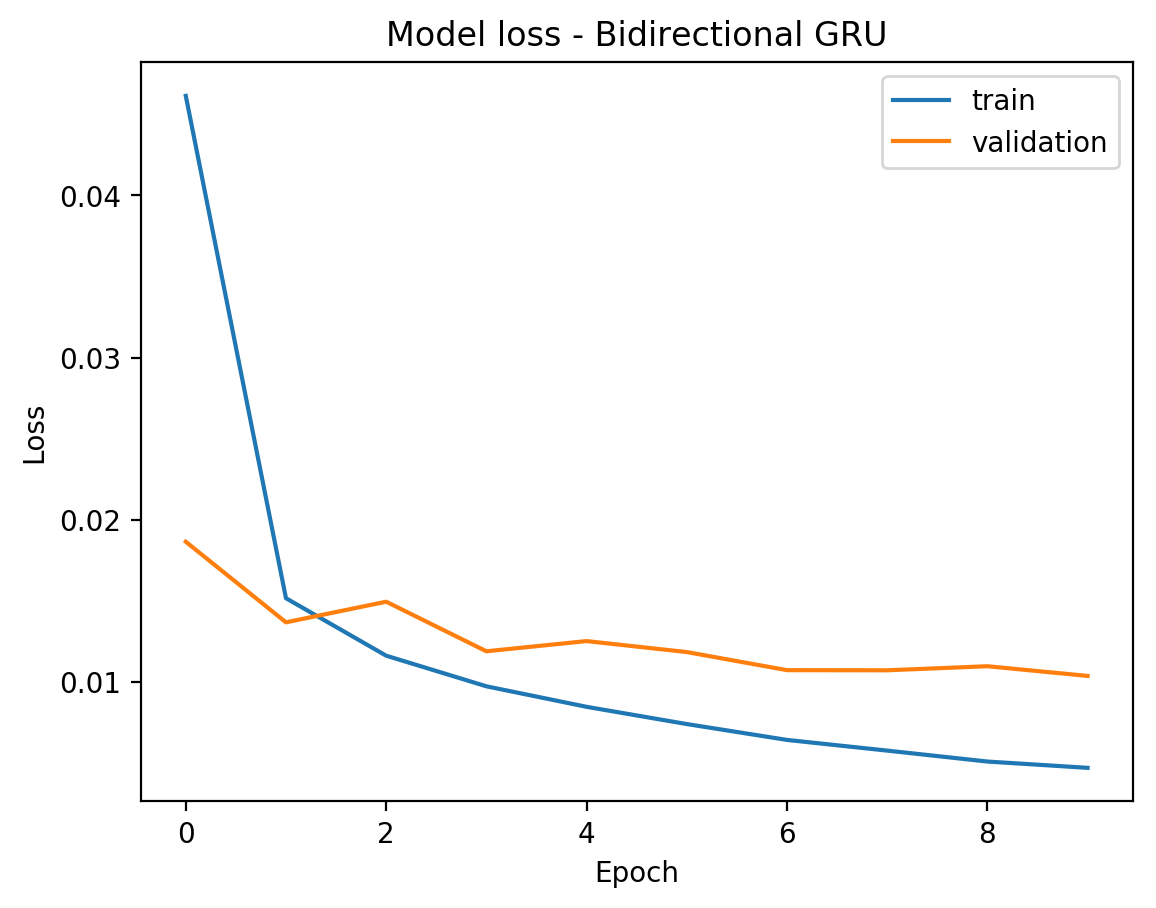 Model loss - Bidirectional GRU
train
validation
0.04
0.03
0.02
0.01
Loss
0 2 4 6 8
Epoch